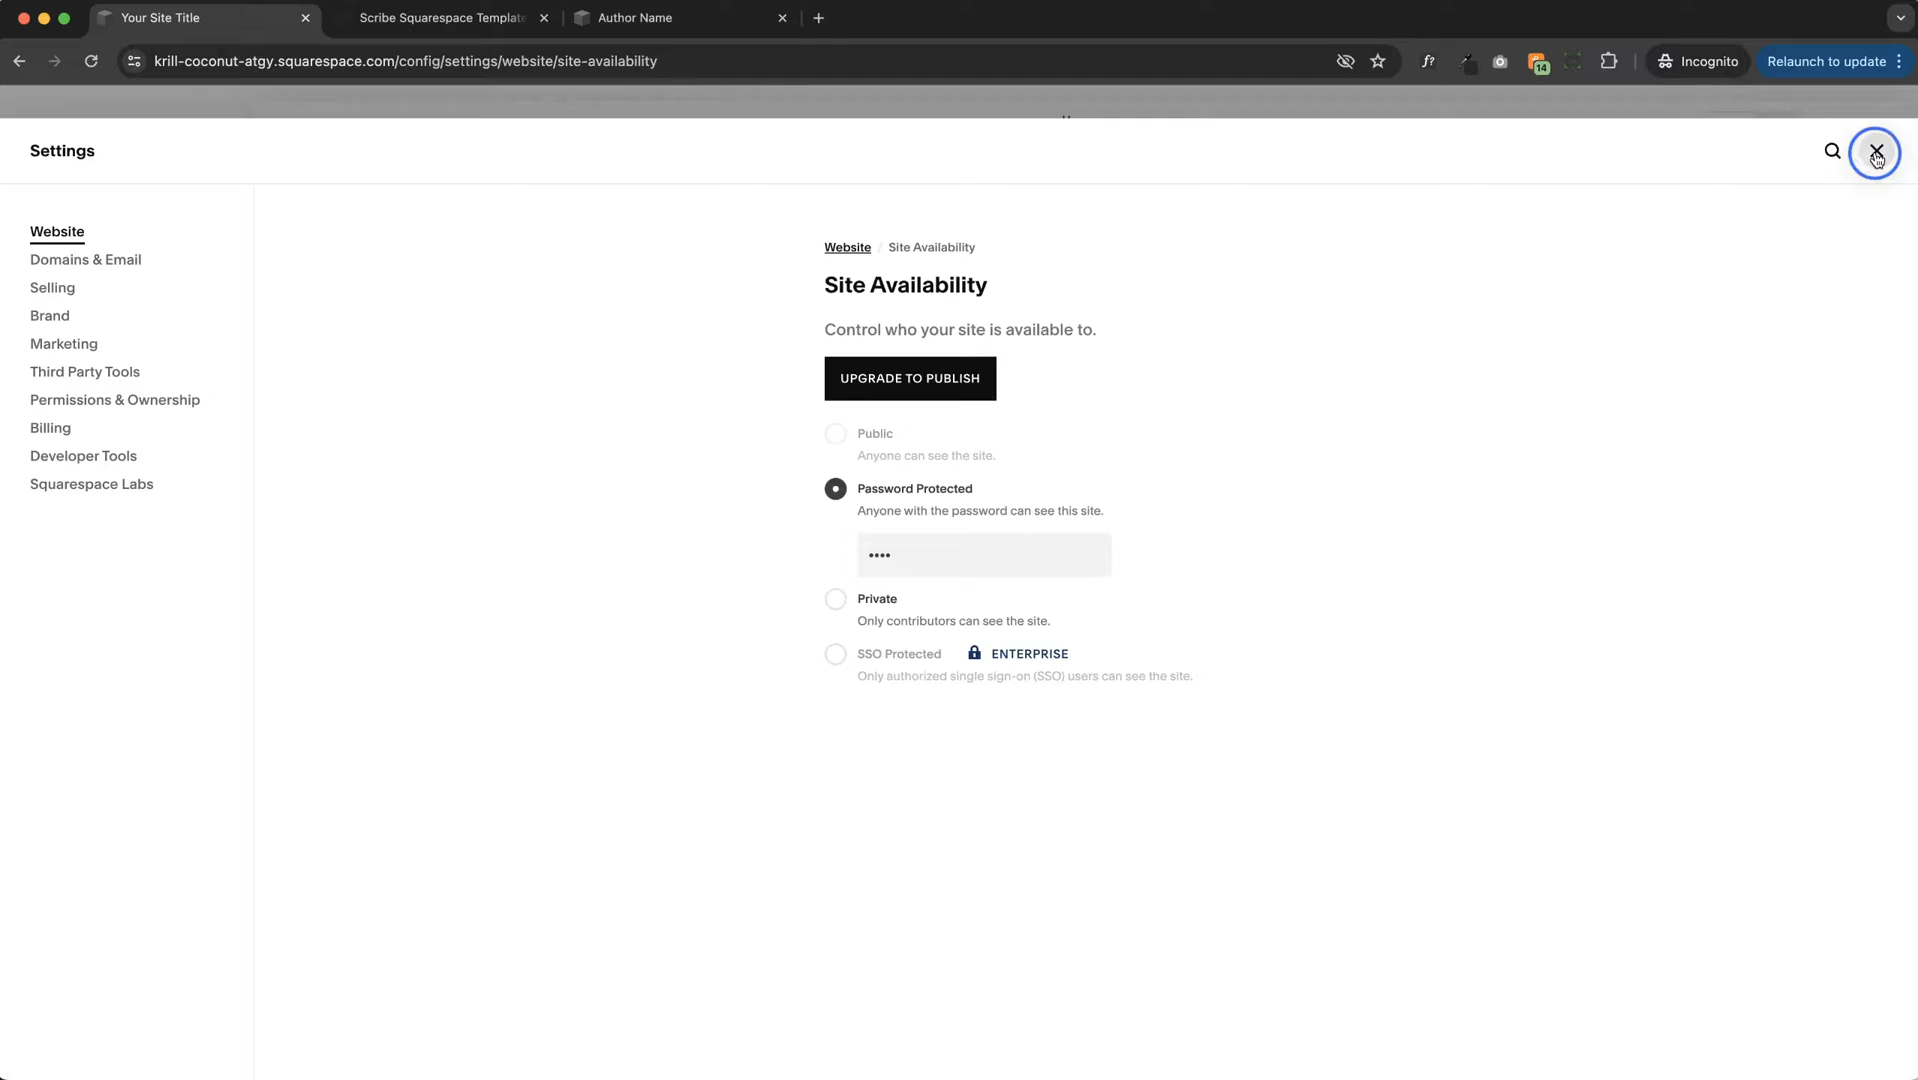 Your Site Title
Scribe Squarespace Template
Author Name
krill-coconut-atgy.squarespace.com/config/settings/website/site-availability
f?
14
Incognito
Relaunch to update
Settings
Website
Domains & Email
Selling
Brand
Marketing
Third Party Tools
Permissions & Ownership
Billing
Developer Tools
Squarespace Labs
Website / Site Availability
Site Availability
Control who your site is available to.
UPGRADE TO PUBLISH
Public
Anyone can see the site.
Password Protected
Anyone with the password can see this site.
••••
Private
Only contributors can see the site.
SSO Protected ENTERPRISE
Only authorized single sign-on (SSO) users can see the site.